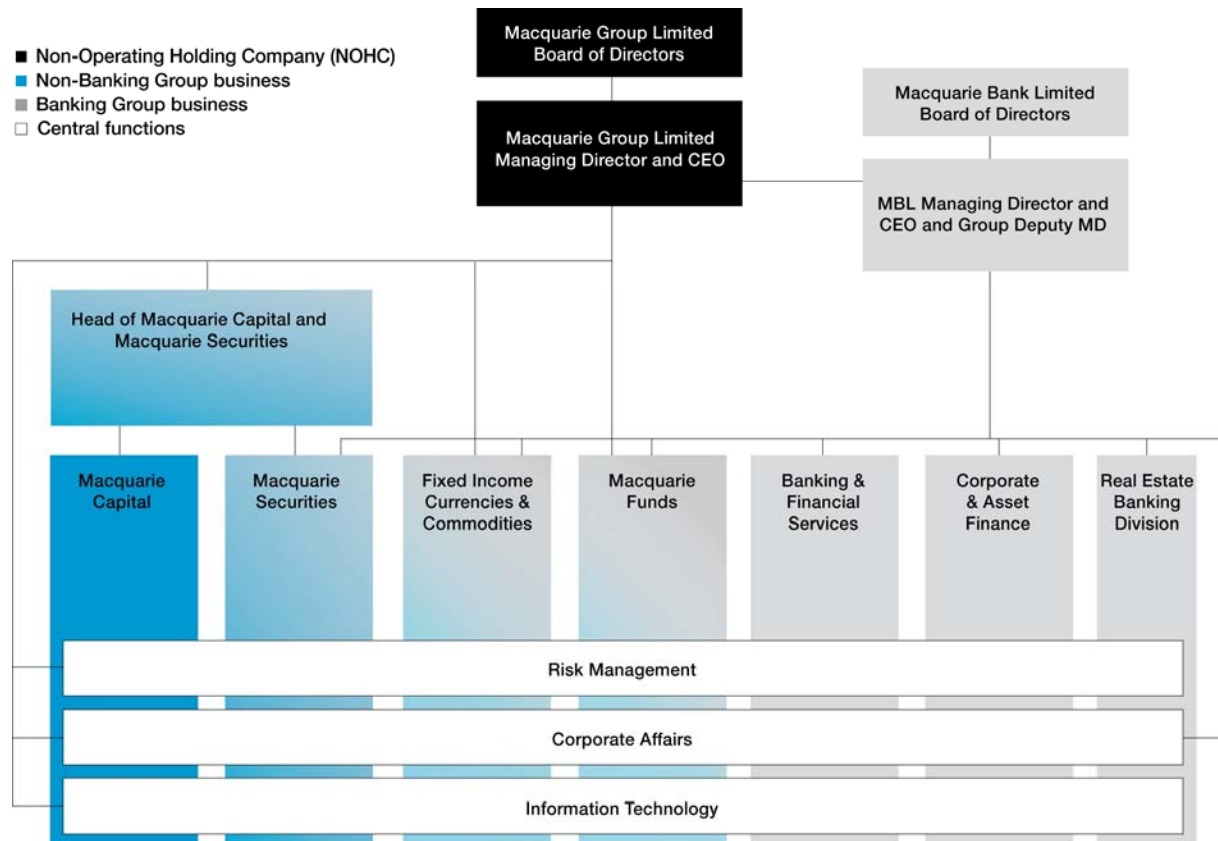 Non-Operating Holding Company (NOHC)
Non-Banking Group business
Banking Group business
Central functions
Macquarie Group Limited
Board of Directors
Macquarie Group Limited
Managing Director and CEO
Macquarie Bank Limited
Board of Directors
MBL Managing Director and
CEO and Group Deputy MD
Head of Macquarie Capital and
Macquarie Securities
Macquarie
Capital
Macquarie
Securities
Fixed Income
Currencies &
Commodities
Macquarie
Funds
Banking &
Financial
Services
Corporate
& Asset
Finance
Real Estate
Banking
Division
Risk Management
Corporate Affairs
Information Technology